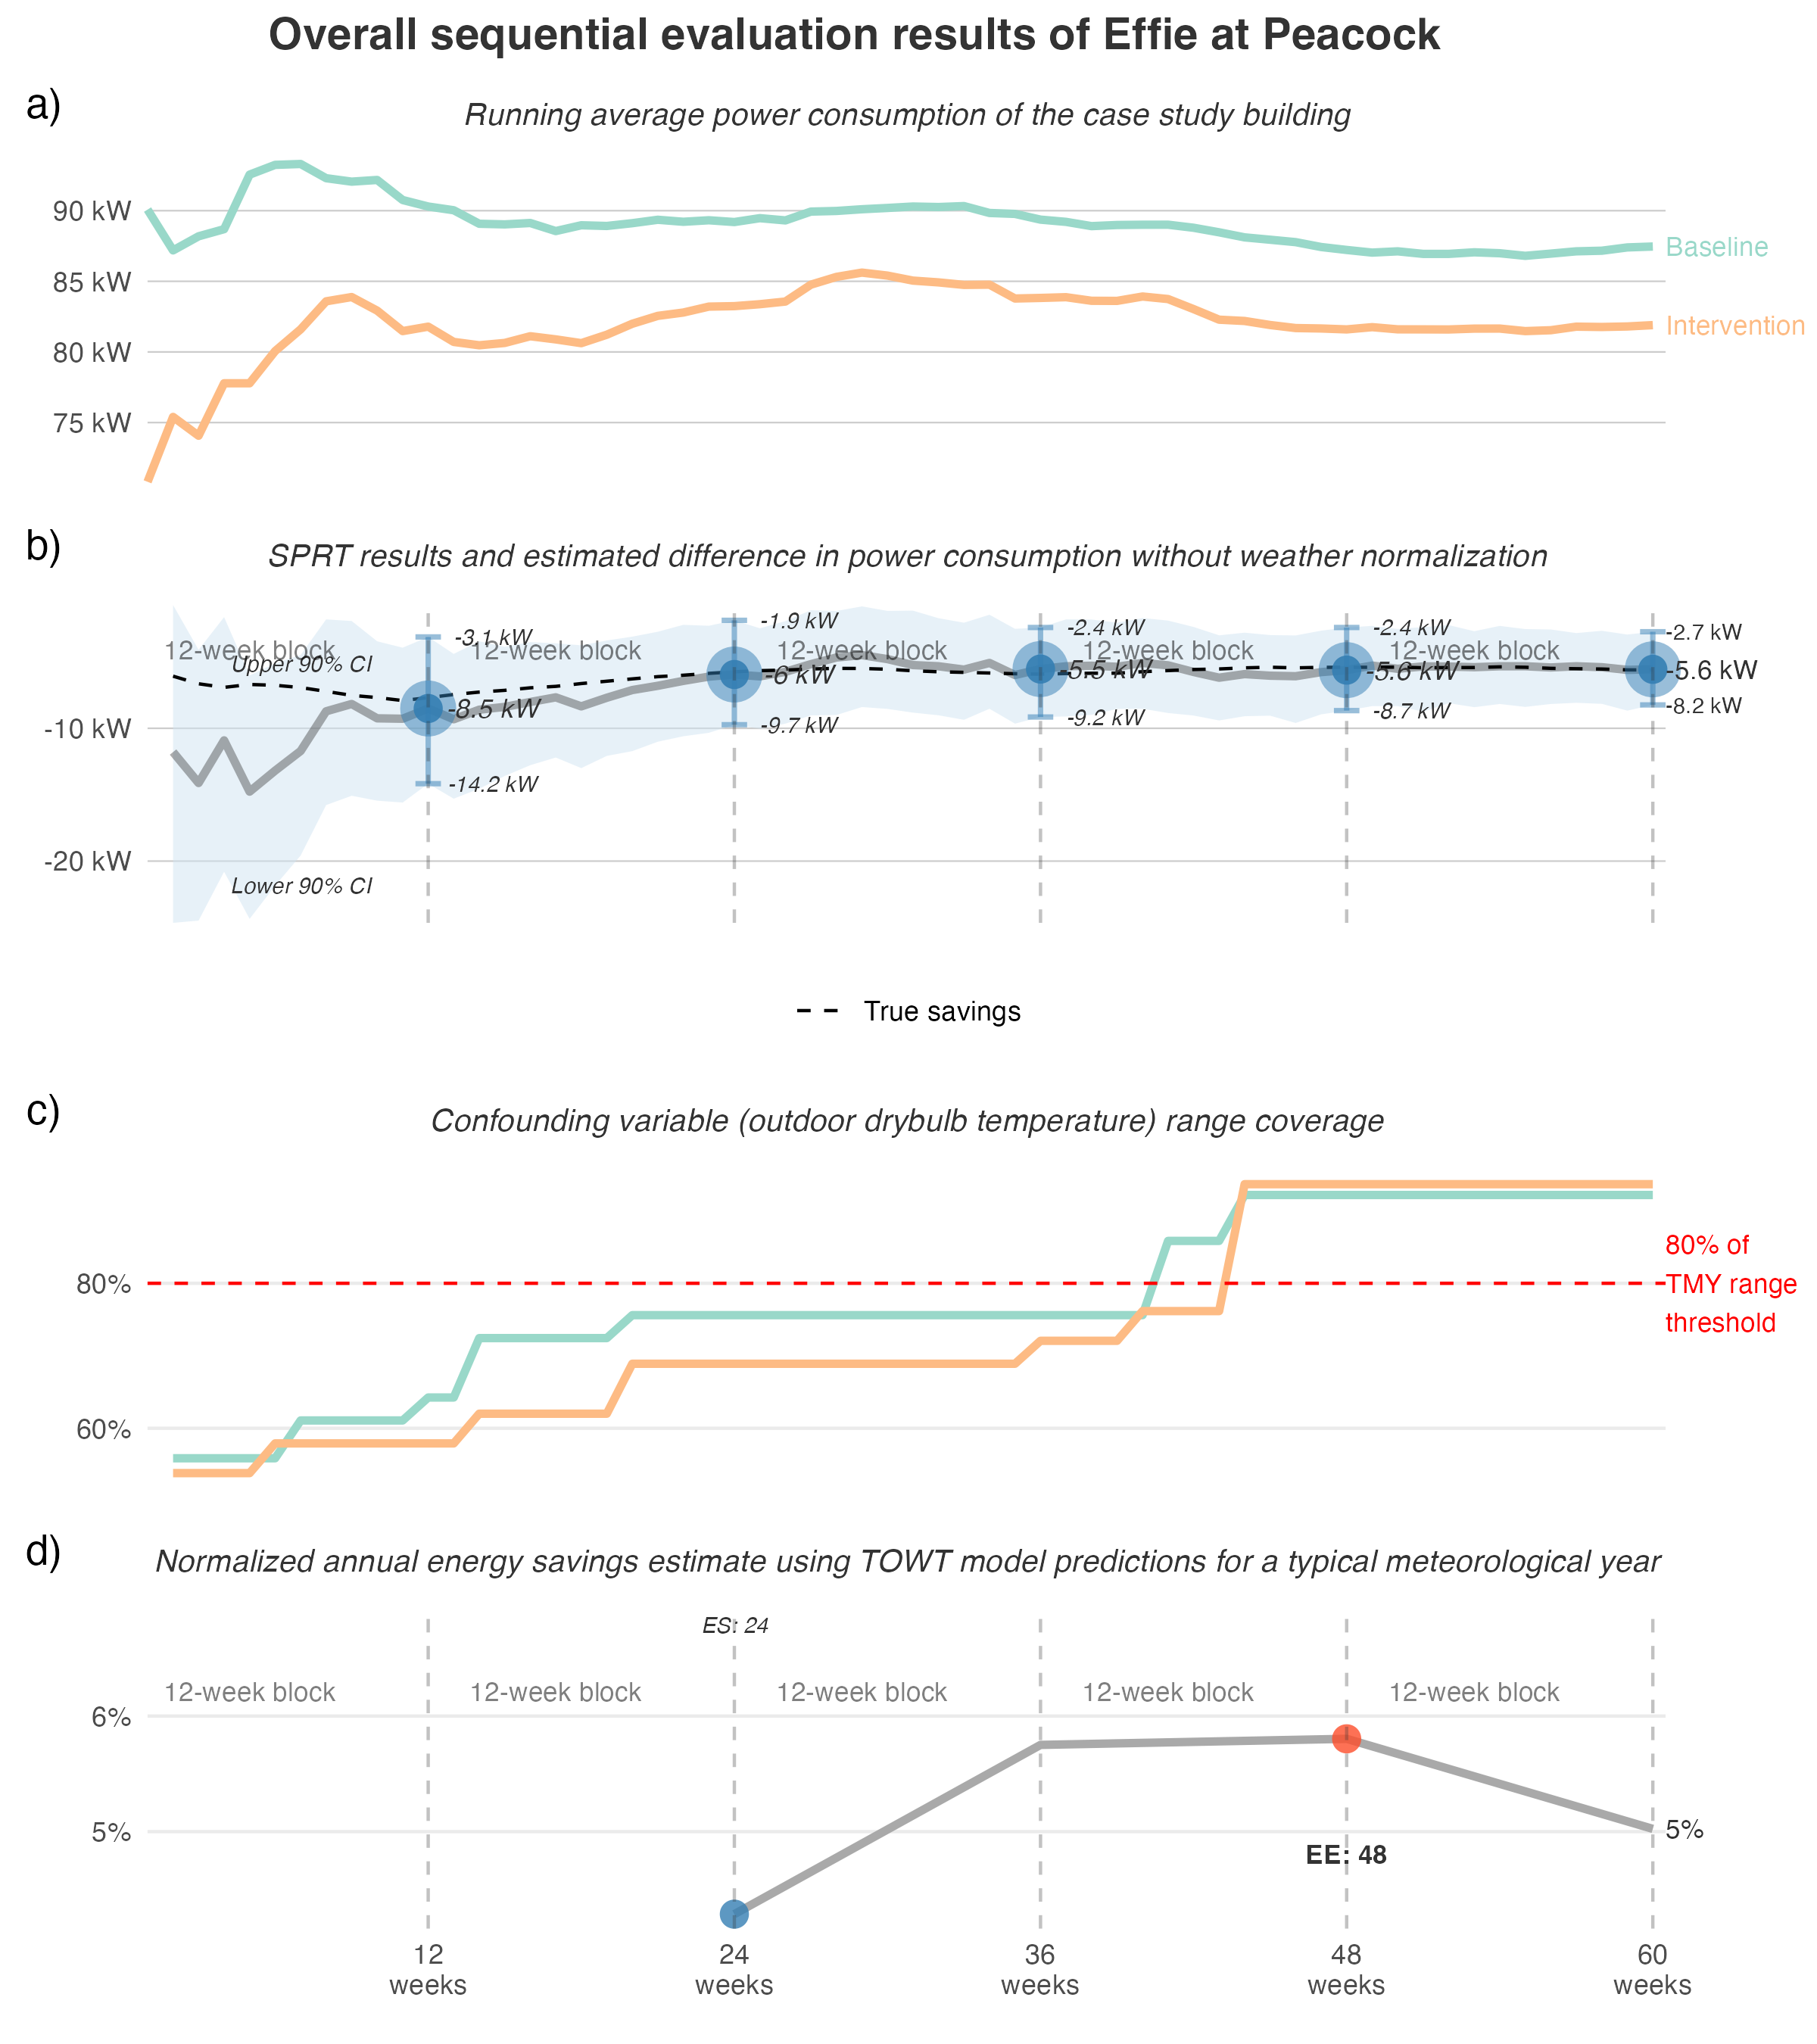 Overall sequential evaluation results of Effie at Peacock
a)
Running average power consumption of the case study building
90 kW
85 kW
80 kW
75 kW
Baseline
Intervention
b)
SPRT results and estimated difference in power consumption without weather normalization
-10 kW
-20 kW
12-week block
12-week block
12-week block
12-week block
12-week block
Upper 90% CI
Lower 90% CI
-3.1 kW
-8.5 kW
-14.2 kW
-1.9 kW
-6 kW
-9.7 kW
-2.4 kW
-5.5 kW
-9.2 kW
-2.4 kW
-5.6 kW
-8.7 kW
-2.7 kW
-5.6 kW
-8.2 kW
True savings
c)
Confounding variable (outdoor drybulb temperature) range coverage
80%
60%
80% of
TMY range
threshold
d)
Normalized annual energy savings estimate using TOWT model predictions for a typical meteorological year
ES: 24
12-week block
12-week block
12-week block
12-week block
12-week block
6%
5%
EE: 48
5%
12
weeks
24
weeks
36
weeks
48
weeks
60
weeks